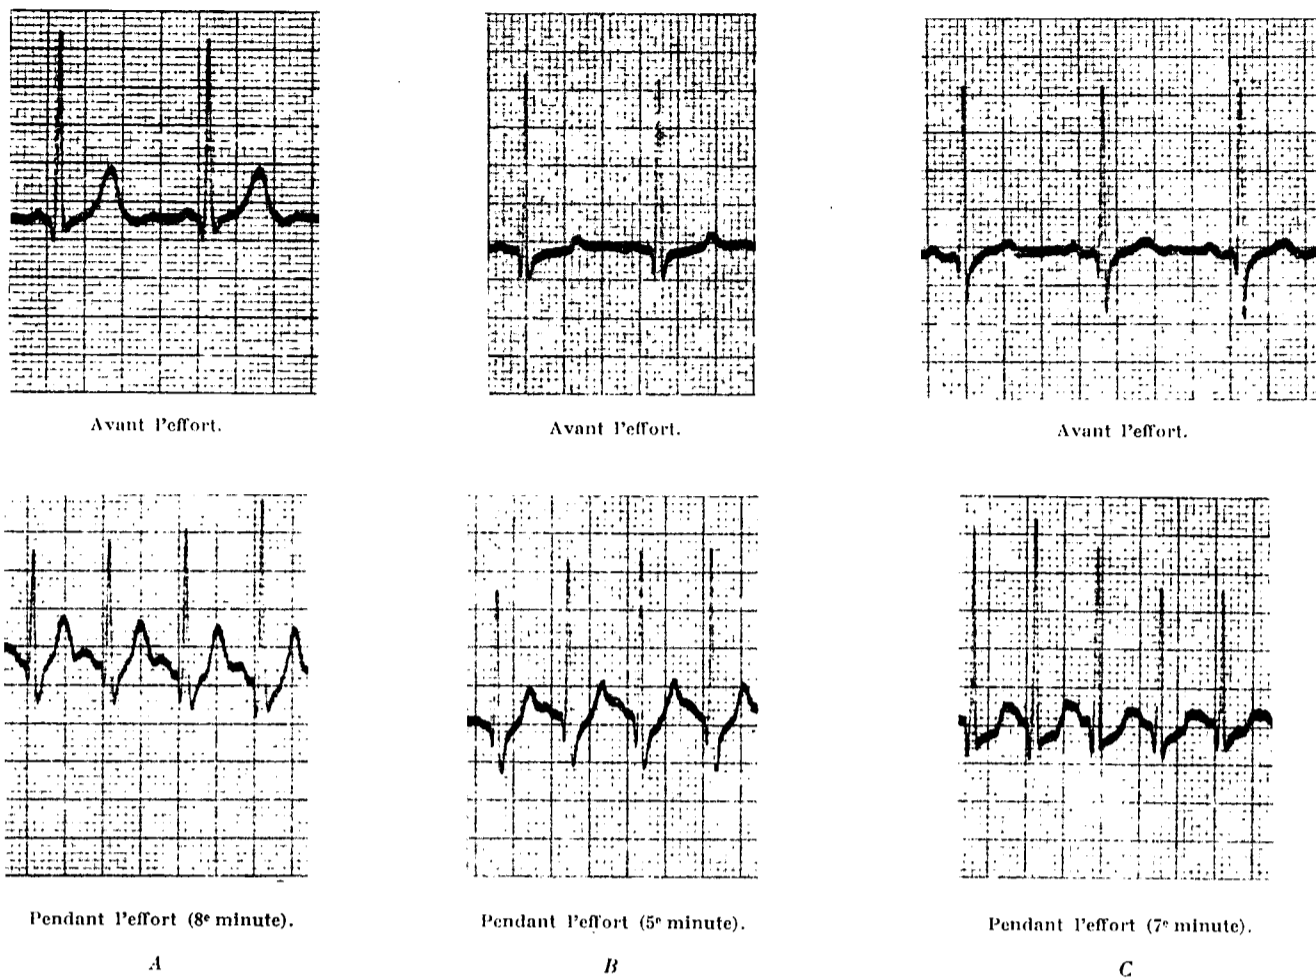 Avant l'effort.
Avant l'effort.
Avant l'effort.
Pendant l'effort (8e minute).
Pendant l'effort (5e minute).
Pendant l'effort (7e minute).
A
B
C